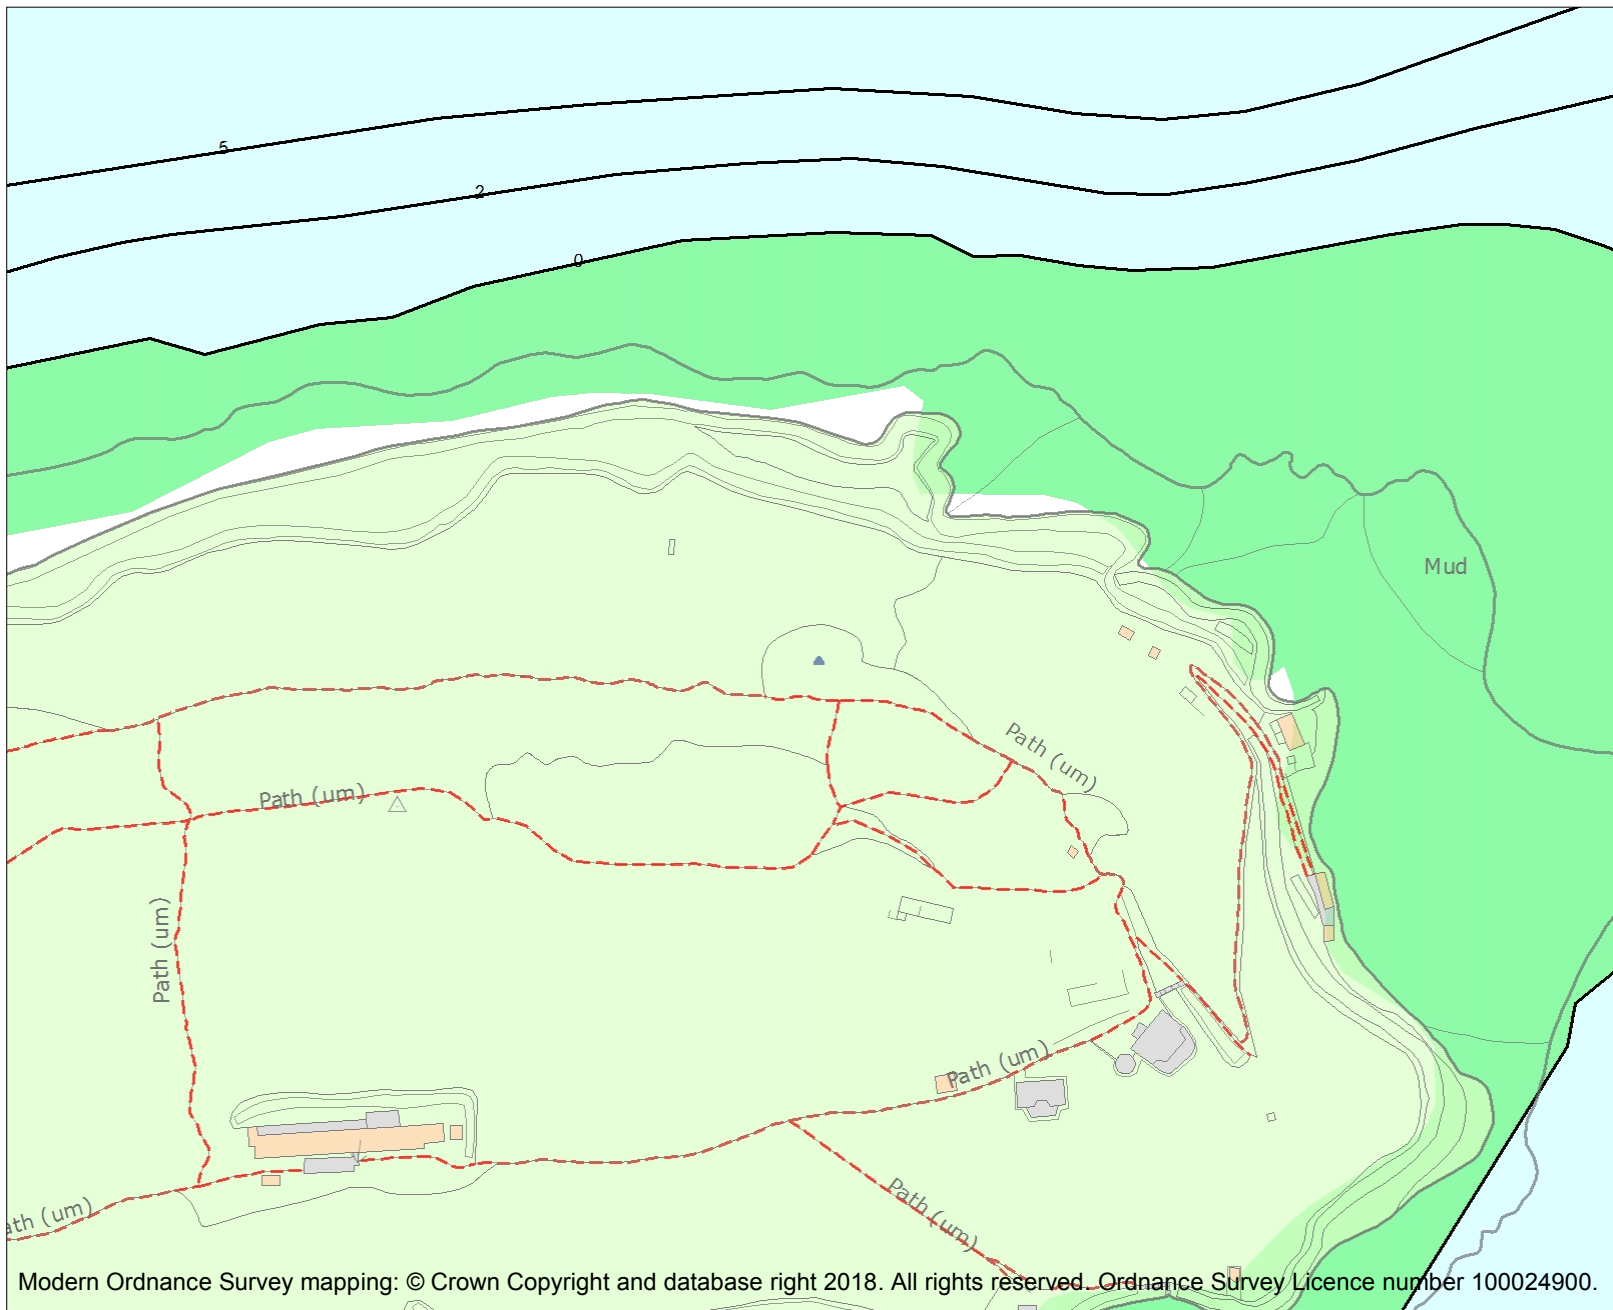 5
2
0
Mud
Path (um)
Path (um)
Path (um)
Path (um)
Path (um)
ath (um)
Modern Ordnance Survey mapping: © Crown Copyright and database right 2018. All rights reserved. Ordnance Survey Licence number 100024900.